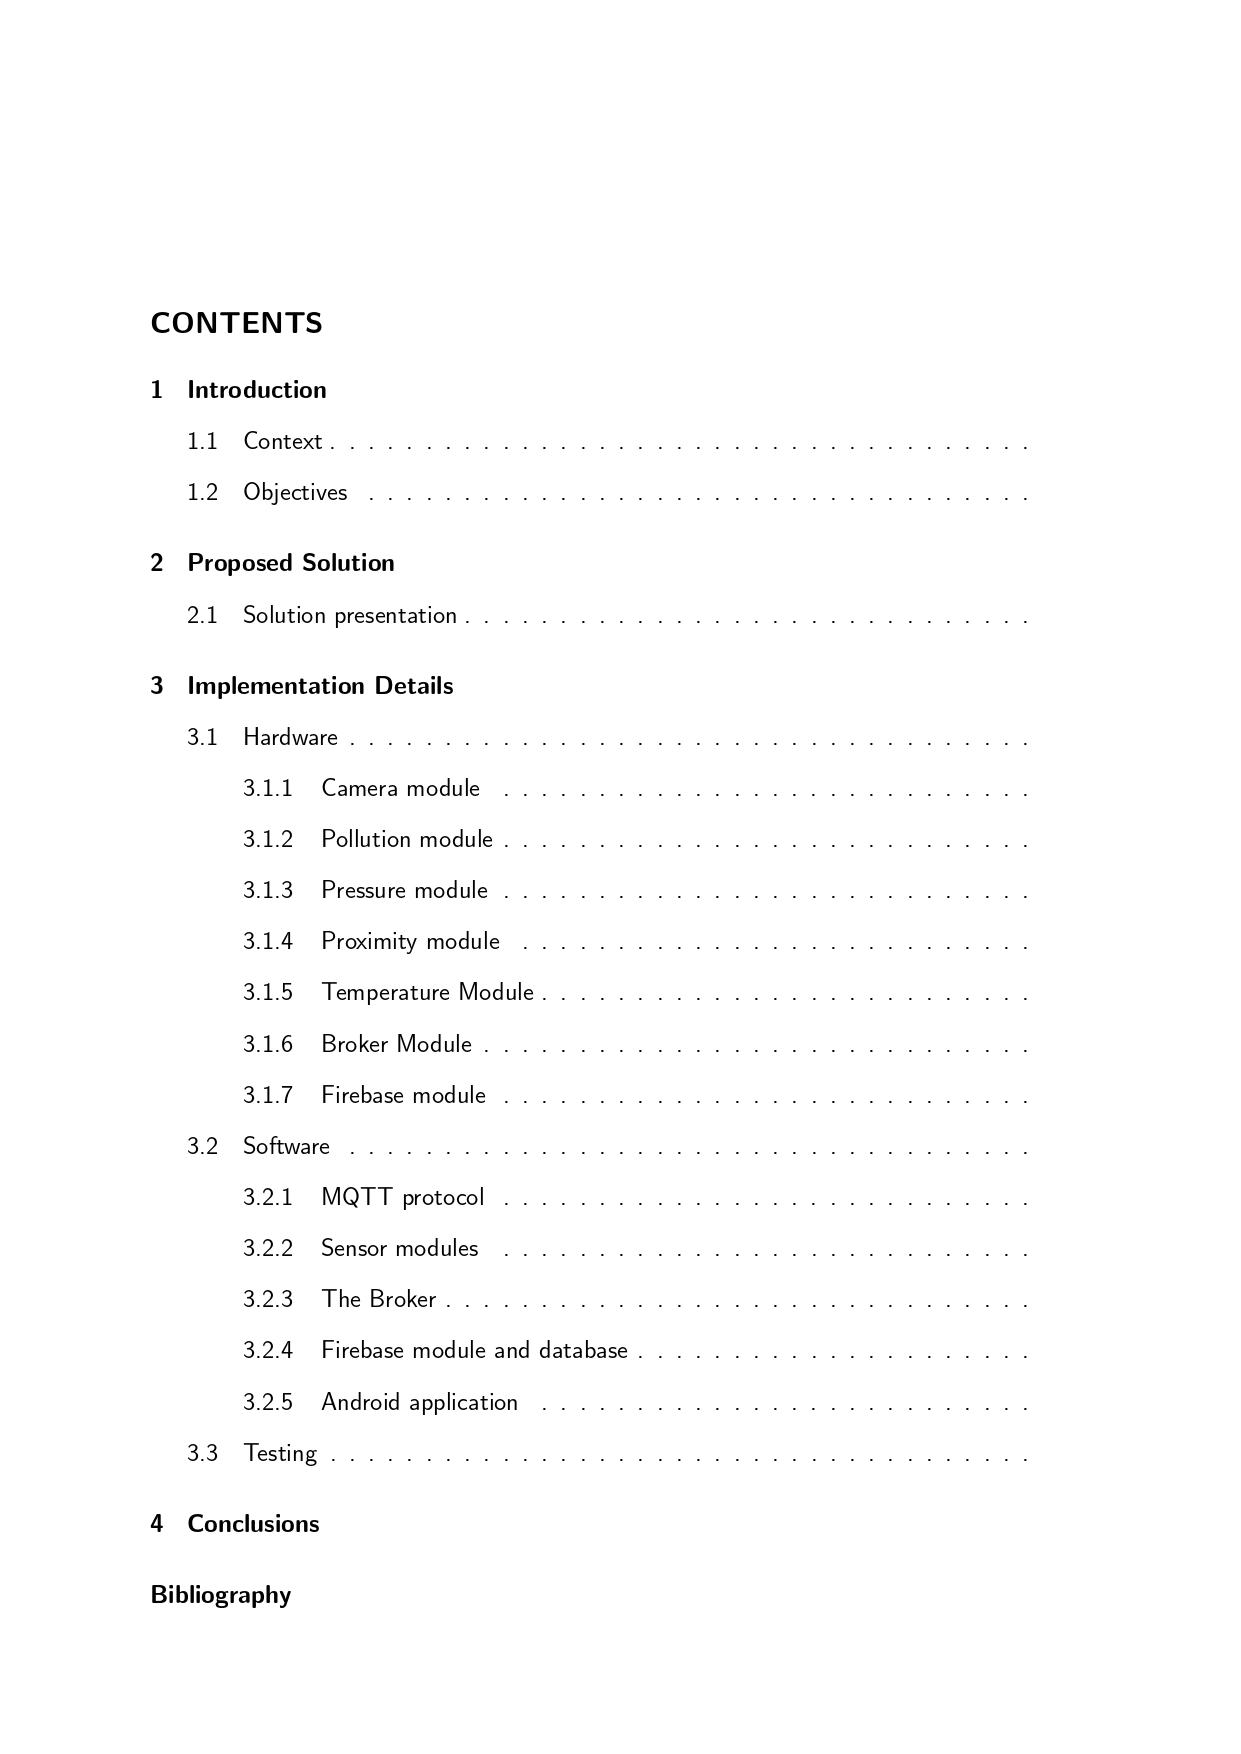 CONTENTS
1 Introduction
1.1 Context . . . . . . . . . . . . . . . . . . . . . . . . . . . . . . . . . . . . .
1.2 Objectives . . . . . . . . . . . . . . . . . . . . . . . . . . . . . . . . . . .
2 Proposed Solution
2.1 Solution presentation . . . . . . . . . . . . . . . . . . . . . . . . . . . . . .
3 Implementation Details
3.1 Hardware . . . . . . . . . . . . . . . . . . . . . . . . . . . . . . . . . . . .
3.1.1 Camera module . . . . . . . . . . . . . . . . . . . . . . . . . . . .
3.1.2 Pollution module . . . . . . . . . . . . . . . . . . . . . . . . . . . .
3.1.3 Pressure module . . . . . . . . . . . . . . . . . . . . . . . . . . . .
3.1.4 Proximity module . . . . . . . . . . . . . . . . . . . . . . . . . . .
3.1.5 Temperature Module . . . . . . . . . . . . . . . . . . . . . . . . . .
3.1.6 Broker Module . . . . . . . . . . . . . . . . . . . . . . . . . . . . .
3.1.7 Firebase module . . . . . . . . . . . . . . . . . . . . . . . . . . . .
3.2 Software . . . . . . . . . . . . . . . . . . . . . . . . . . . . . . . . . . . .
3.2.1 MQTT protocol . . . . . . . . . . . . . . . . . . . . . . . . . . . .
3.2.2 Sensor modules . . . . . . . . . . . . . . . . . . . . . . . . . . . .
3.2.3 The Broker . . . . . . . . . . . . . . . . . . . . . . . . . . . . . . .
3.2.4 Firebase module and database . . . . . . . . . . . . . . . . . . . . .
3.2.5 Android application . . . . . . . . . . . . . . . . . . . . . . . . . .
3.3 Testing . . . . . . . . . . . . . . . . . . . . . . . . . . . . . . . . . . . . .
4 Conclusions
Bibliography